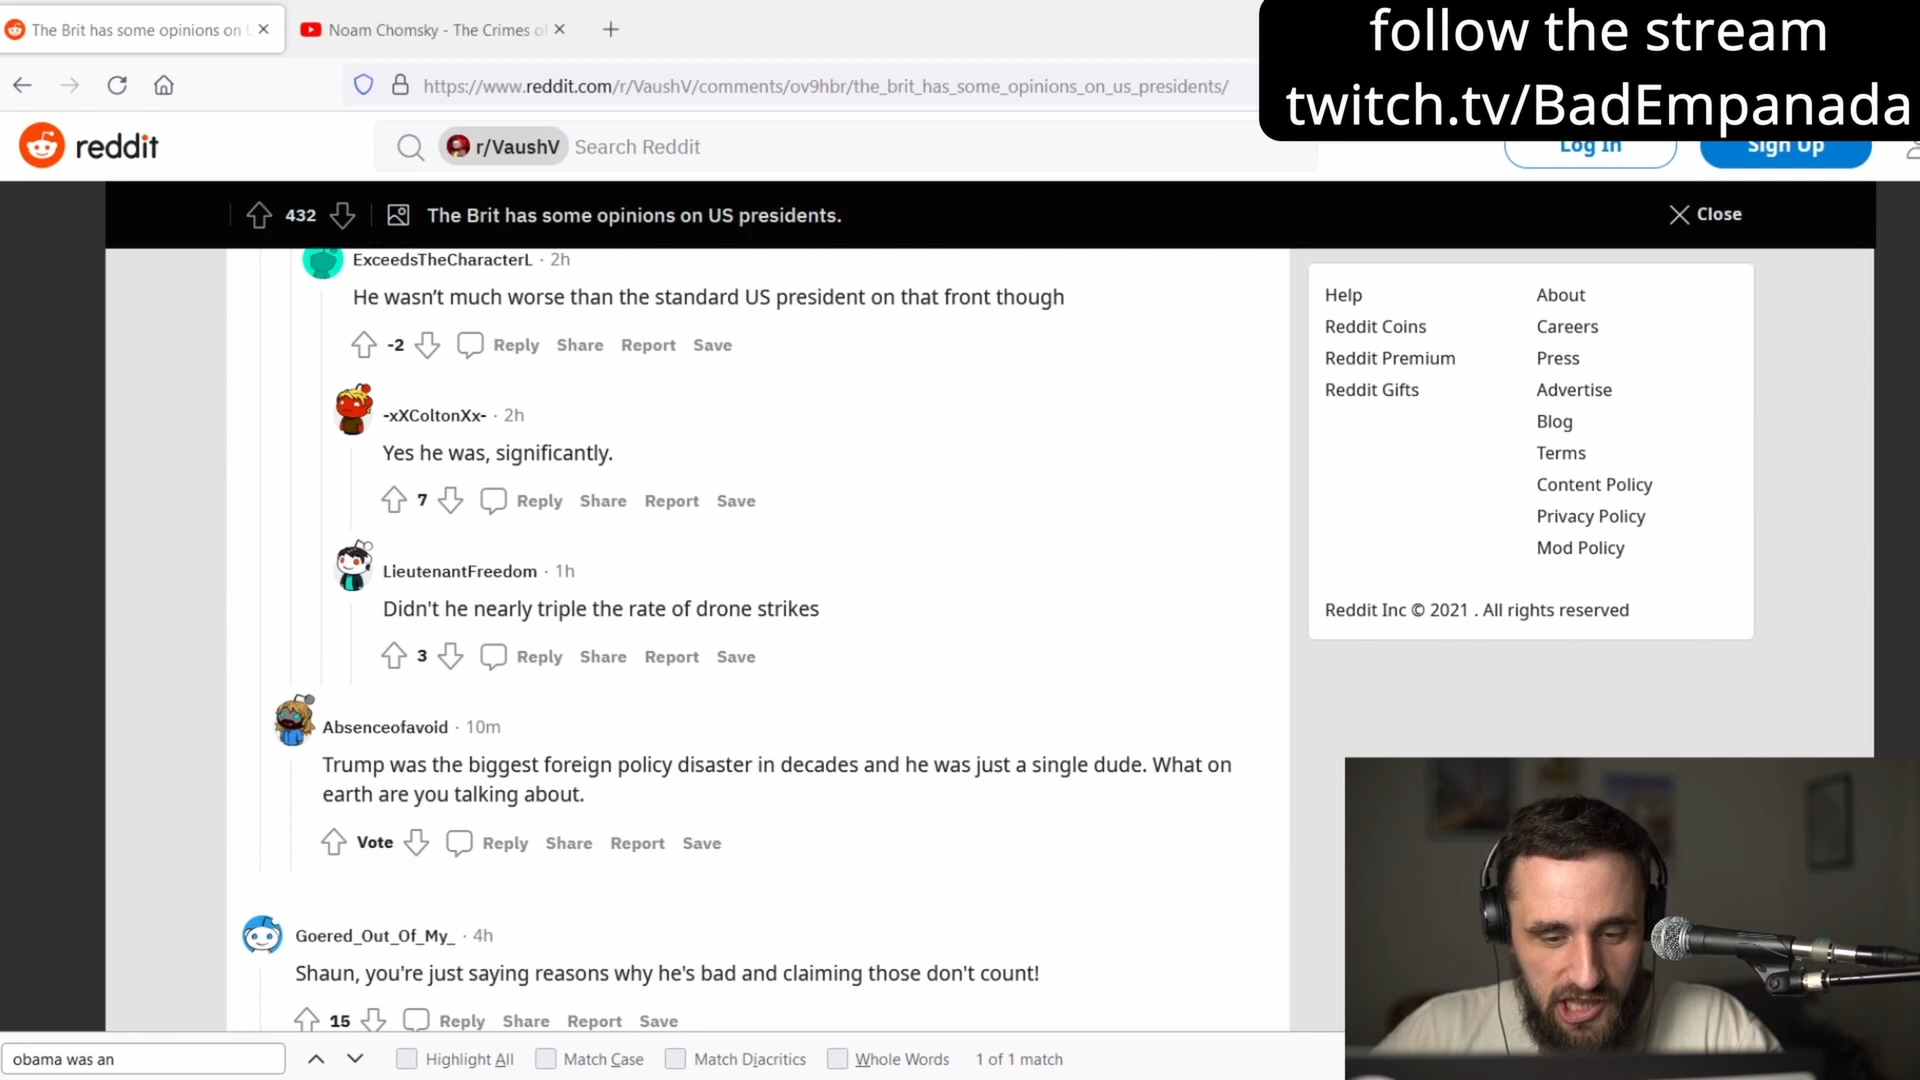 The Brit has some opinions on
Noam Chomsky - The Crimes of
follow the stream
twitch.tv/BadEmpanada
https://www.reddit.com/r/VaushV/comments/ov9hbr/the_brit_has_some_opinions_on_us_presidents/
reddit
r/VaushV Search Reddit
Log In
Sign Up
432 The Brit has some opinions on US presidents.
Close
ExceedsTheCharacterL · 2h
He wasn't much worse than the standard US president on that front though
-2 Reply Share Report Save
-xXColtonXx- · 2h
Yes he was, significantly.
7 Reply Share Report Save
LieutenantFreedom · 1h
Didn't he nearly triple the rate of drone strikes
3 Reply Share Report Save
Absenceofavoid · 10m
Trump was the biggest foreign policy disaster in decades and he was just a single dude. What on
earth are you talking about.
Vote Reply Share Report Save
Goered_Out_Of_My_ · 4h
Shaun, you're just saying reasons why he's bad and claiming those don't count!
15 Reply Share Report Save
Help
Reddit Coins
Reddit Premium
Reddit Gifts
About
Careers
Press
Advertise
Blog
Terms
Content Policy
Privacy Policy
Mod Policy
Reddit Inc © 2021 . All rights reserved
obama was an
Highlight All Match Case Match Diacritics Whole Words 1 of 1 match